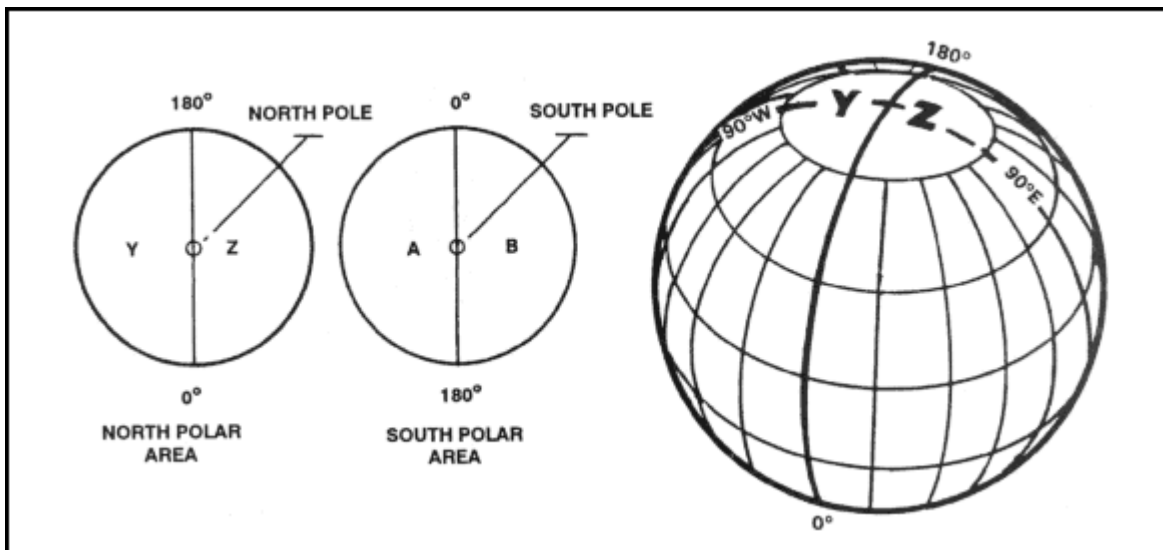 180°
NORTH POLE
Y
Z
0°
NORTH POLAR
AREA
0°
SOUTH POLE
A
B
180°
SOUTH POLAR
AREA
180°
90°W
Y
Z
90°E
0°